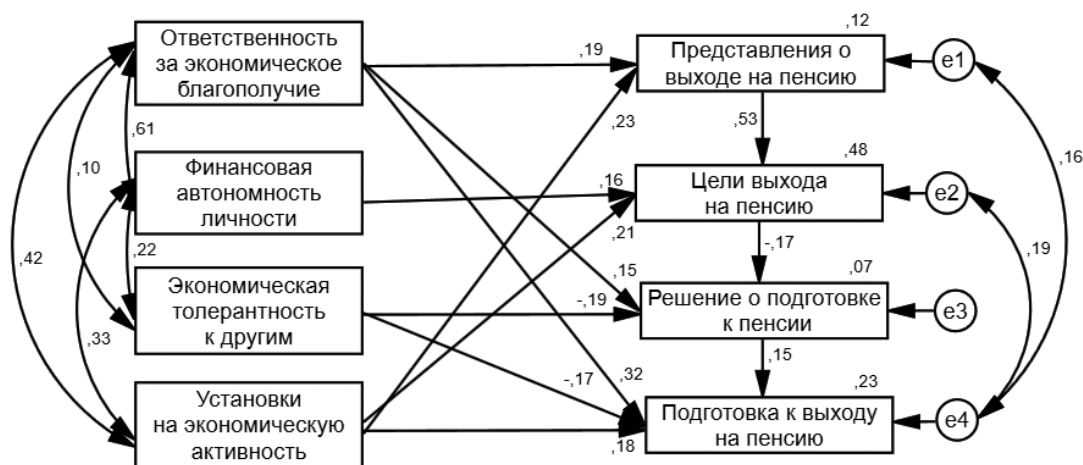 Ответственность
за экономическое
благополучие
Финансовая
автономность
личности
Экономическая
толерантность
к другим
Установки
на экономическую
активность
,61
,10
,22
,42
,33
,19
,23
,16
,21
,15
-,19
-,17
,32
,18
,12
Представления о
выходе на пенсию
,53
,48
Цели выхода
на пенсию
-,17
,07
Решение о подготовке
к пенсии
,15
,23
Подготовка к выходу
на пенсию
e1
e2
e3
e4
,16
,19